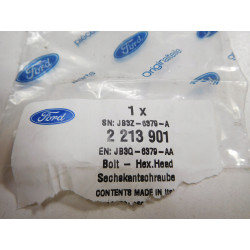 Ford
pieces
Originalteile
Ford
Ford
1 x
SN: JB3Z-6379-A
2 213 901
EN: JB3Q-6379-AA
Bolt - Hex.Head
Sechskantschraube
CONTENTS MADE IN